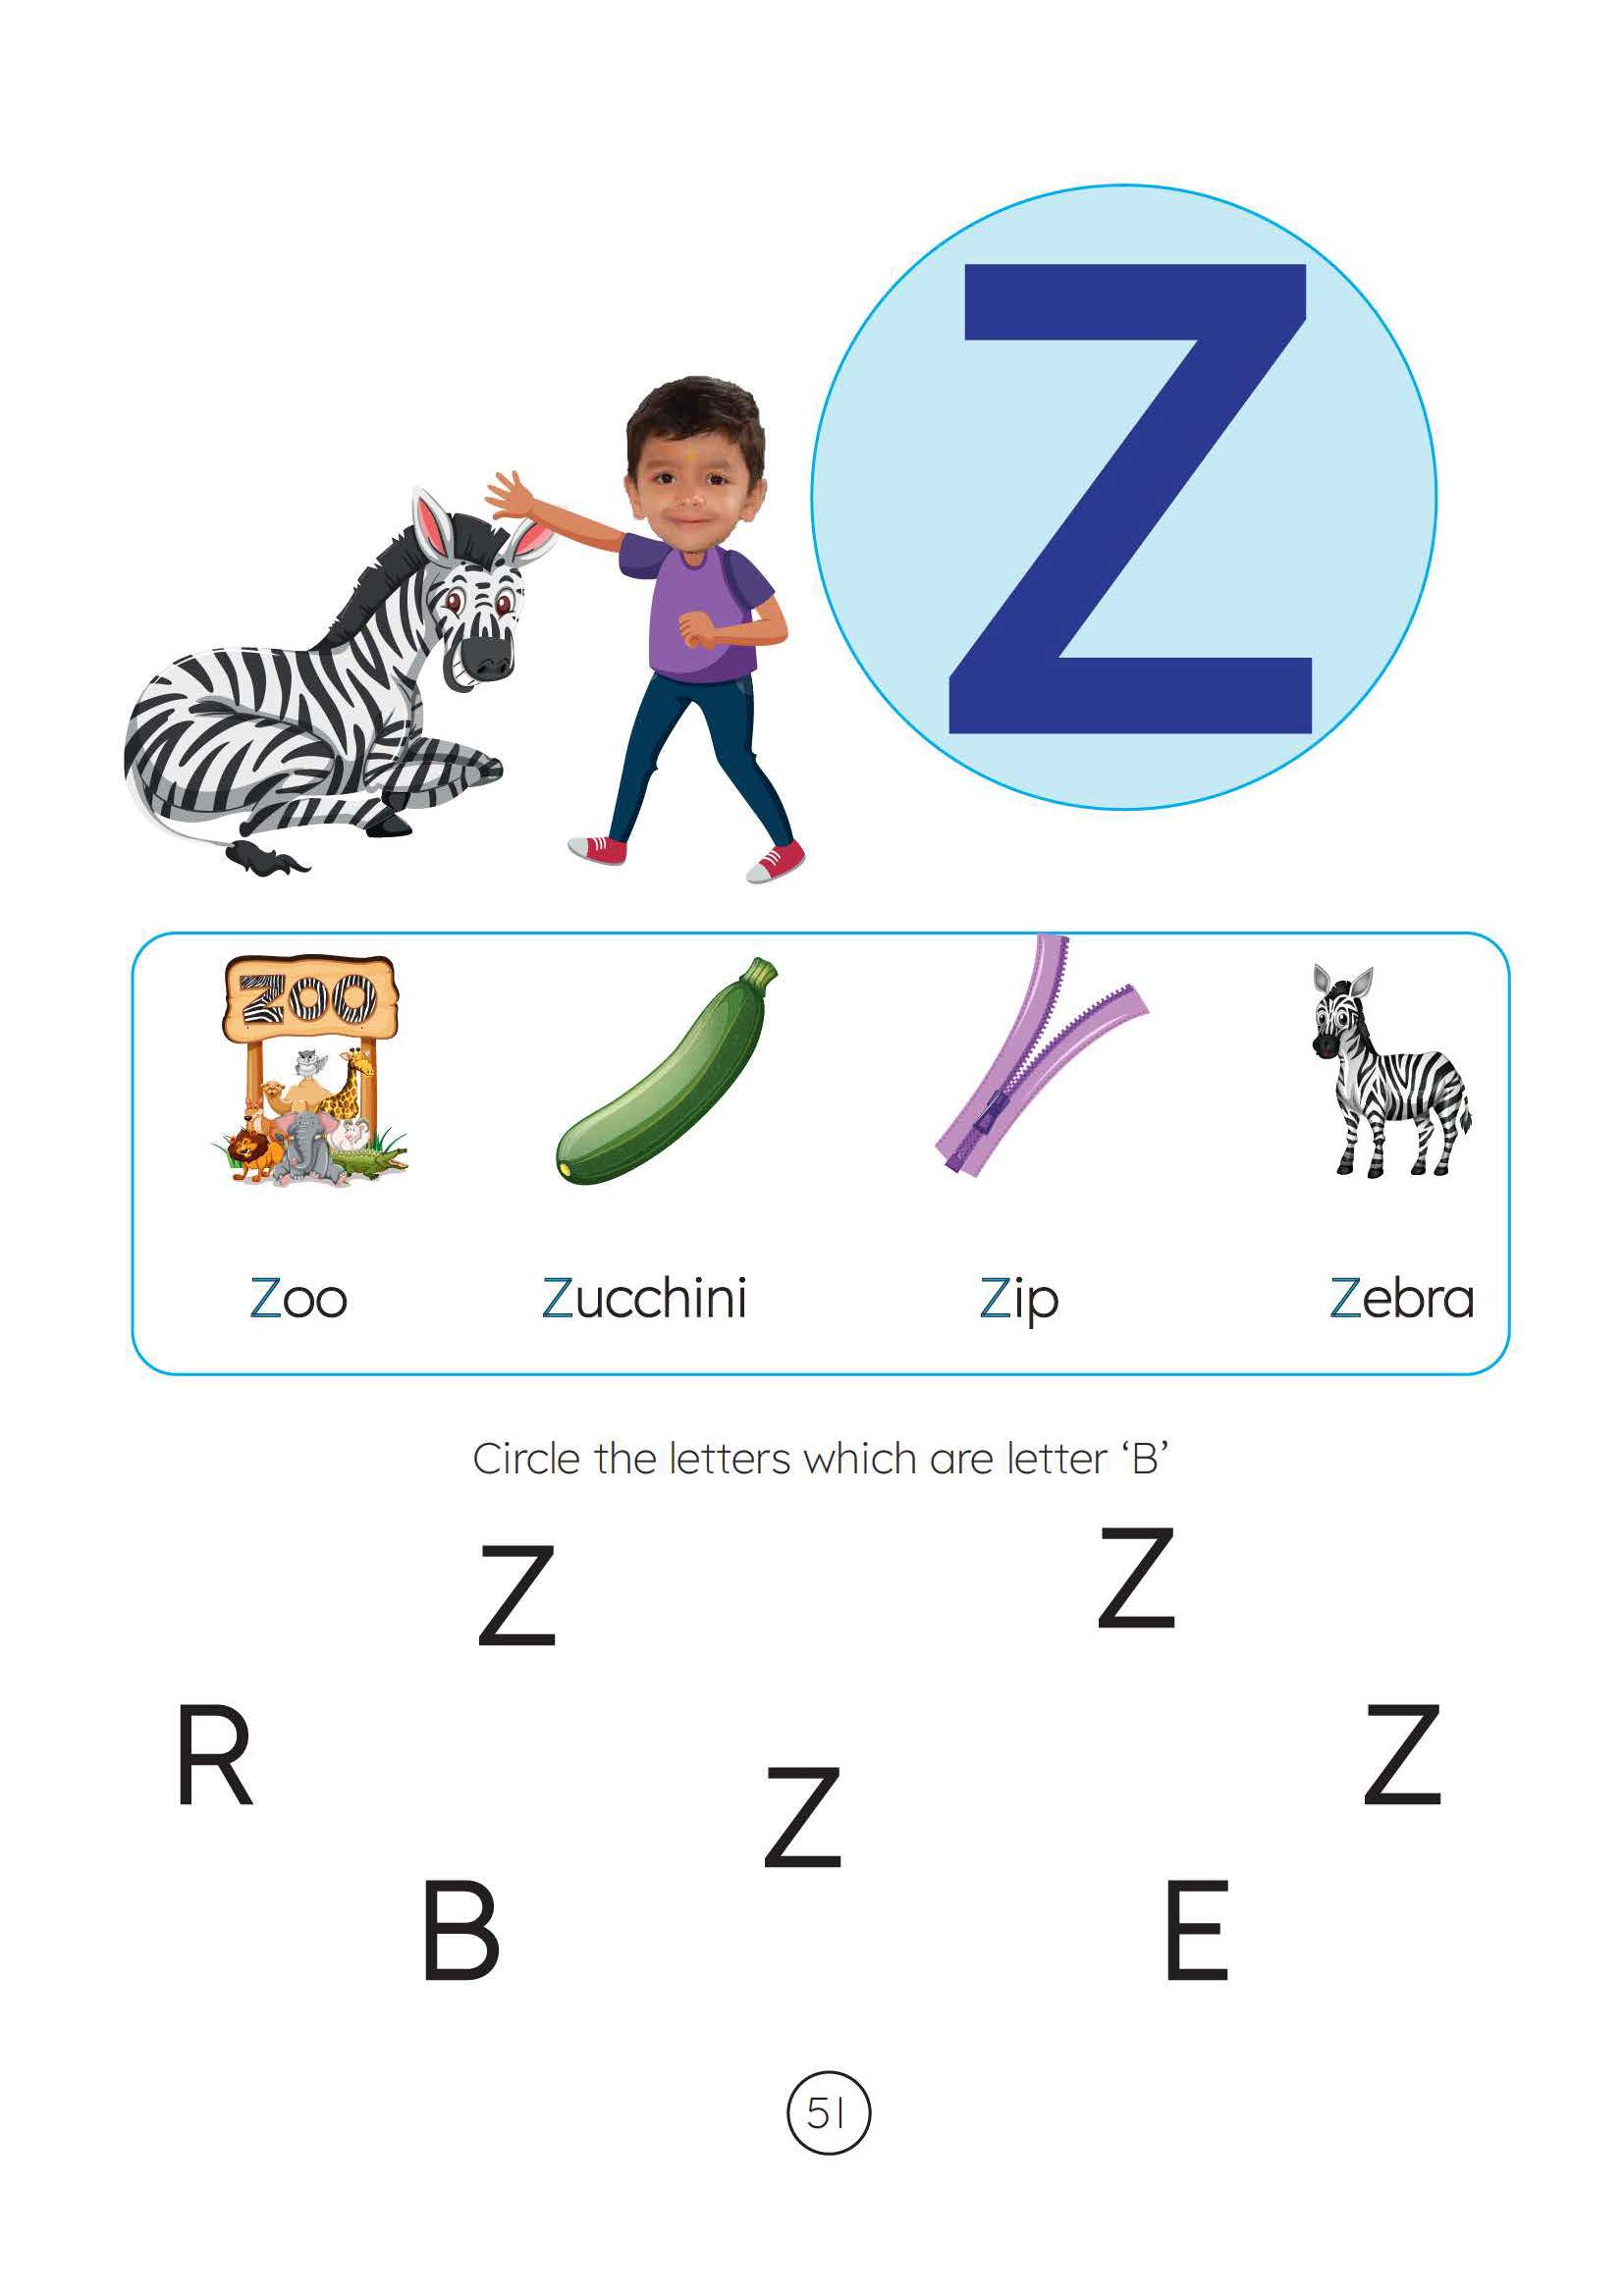 Z
ZOO
Zoo Zucchini Zip Zebra
Circle the letters which are letter ‘B’
Z Z
R Z
Z
B E
51